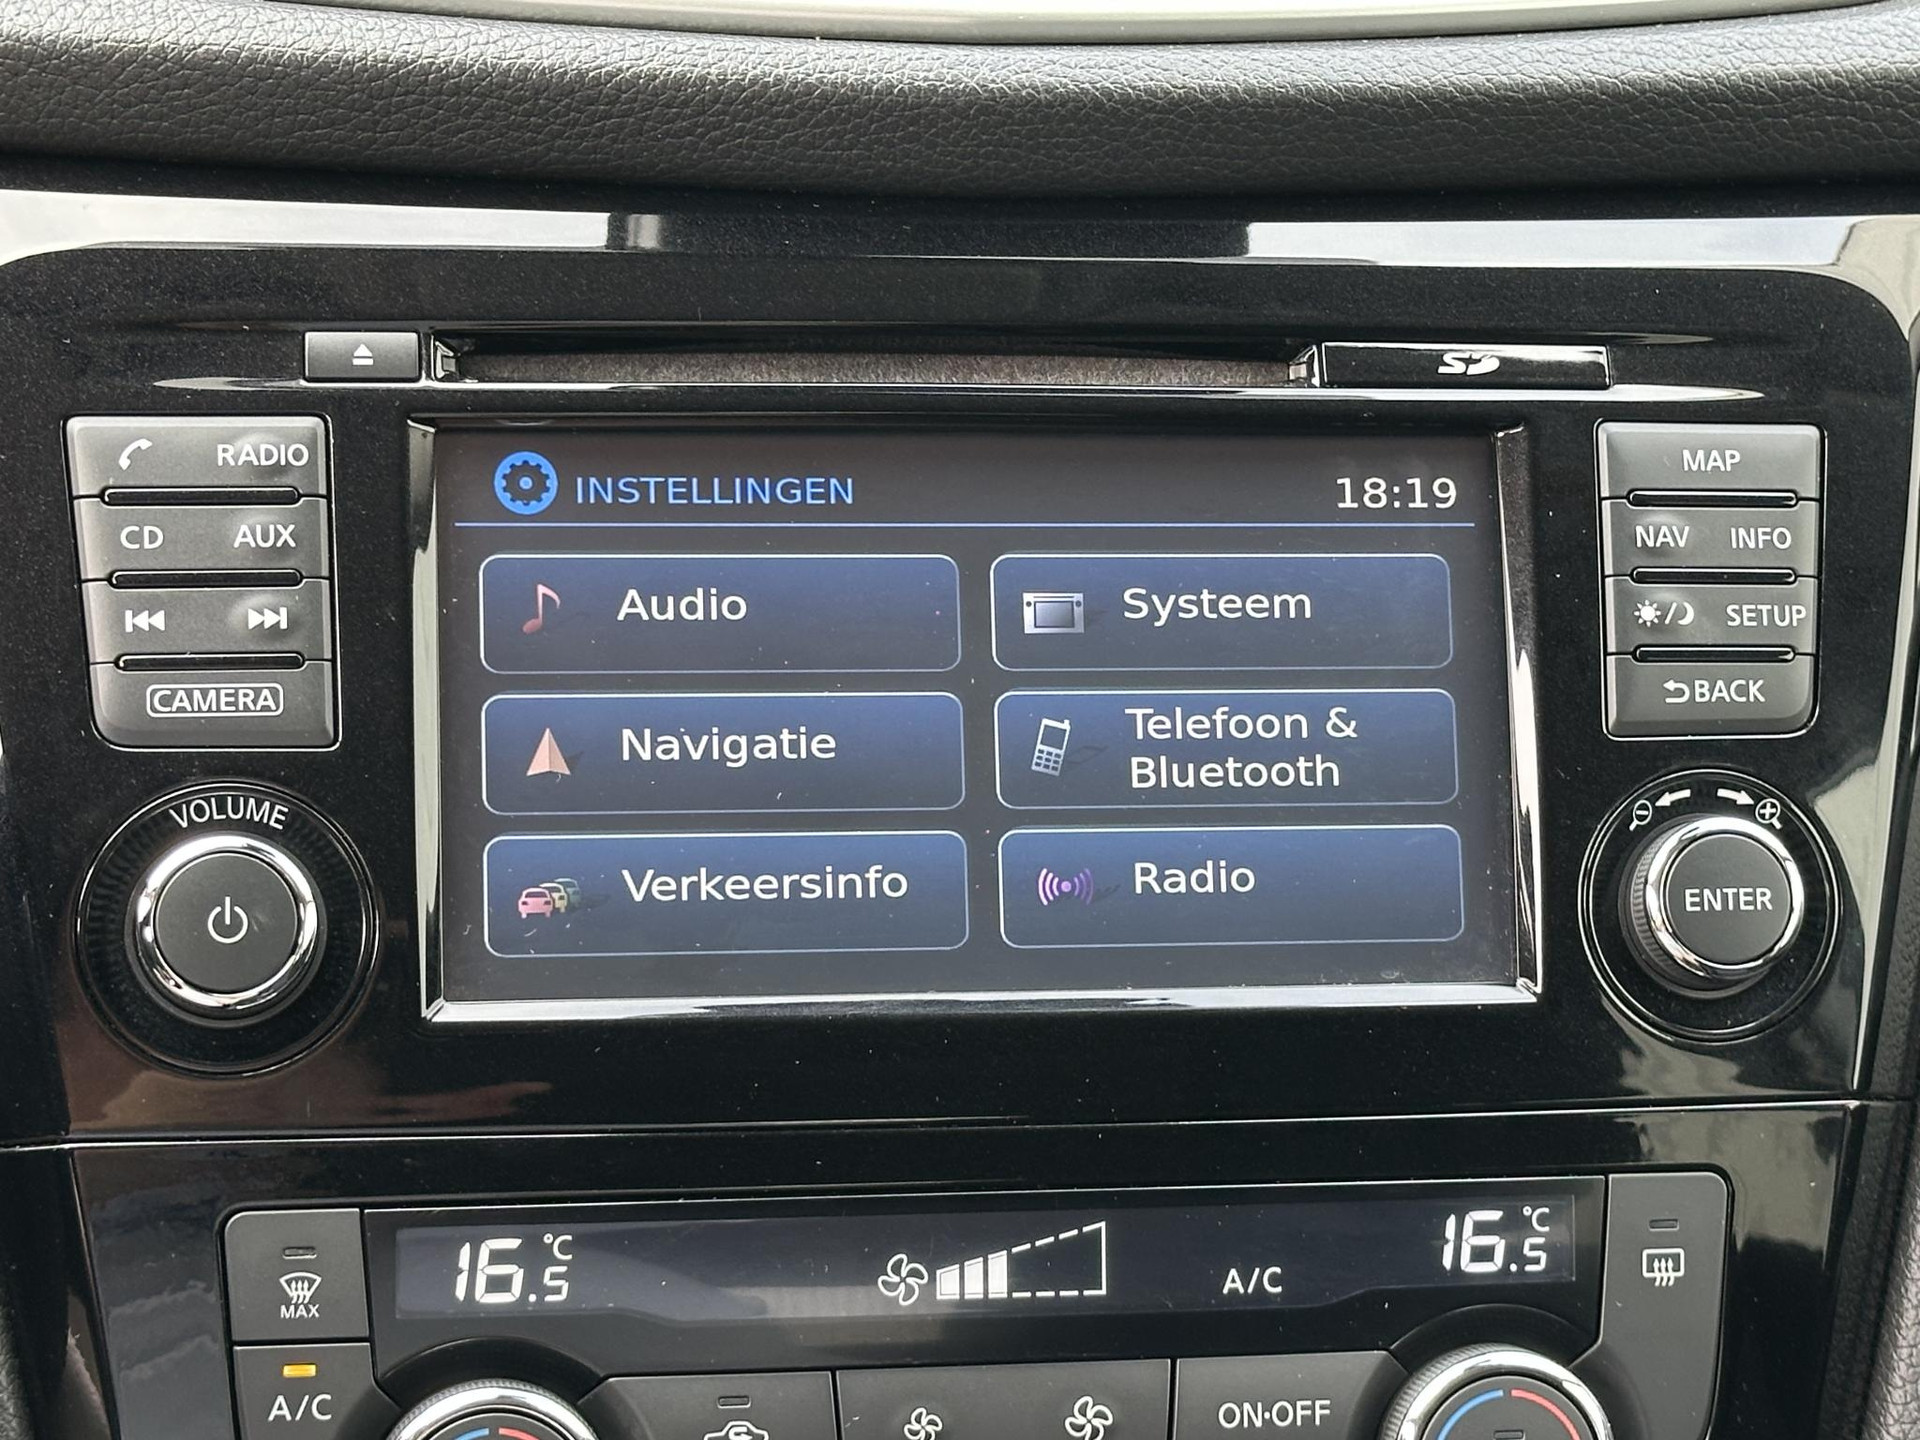 SD
RADIO
CD AUX
CAMERA
VOLUME
INSTELLINGEN 18:19
Audio
Systeem
Navigatie
Telefoon &
Bluetooth
Verkeersinfo
Radio
MAP
NAV INFO
SETUP
BACK
ENTER
MAX
16.5 °C
A/C
16.5 °C
A/C
ON·OFF